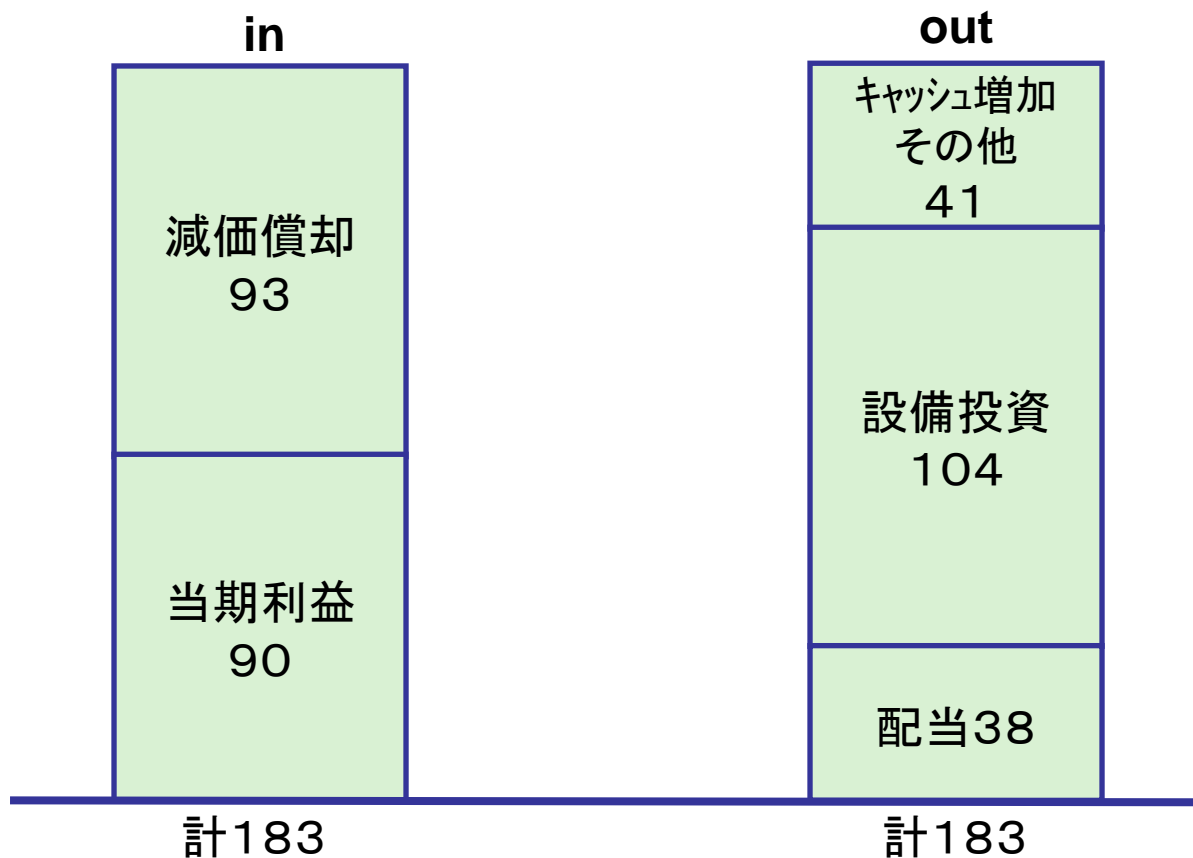 in
減価償却
93
当期利益
90
計183
out
キャッシュ増加
その他
41
設備投資
104
配当38
計183